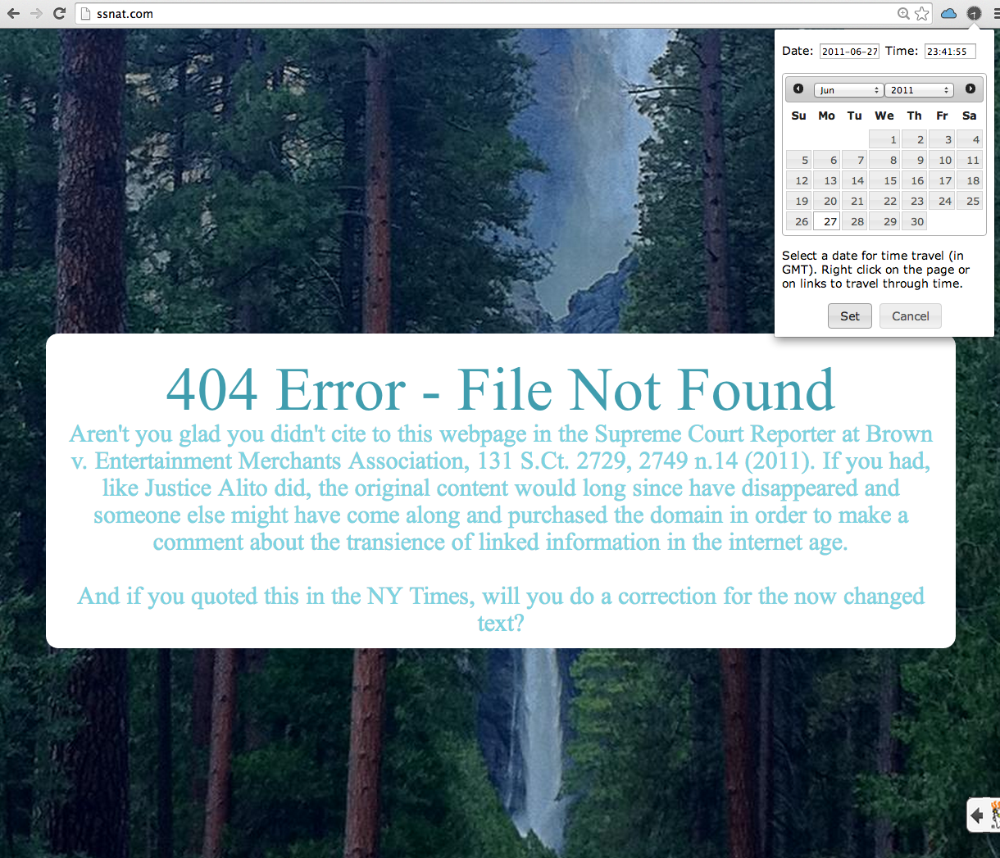 ssnat.com
Date: 2011-06-27 Time: 23:41:55
Jun 2011
Su Mo Tu We Th Fr Sa
1 2 3 4
5 6 7 8 9 10 11
12 13 14 15 16 17 18
19 20 21 22 23 24 25
26 27 28 29 30
Select a date for time travel (in
GMT). Right click on the page or
on links to travel through time.
Set Cancel
404 Error - File Not Found
Aren't you glad you didn't cite to this webpage in the Supreme Court Reporter at Brown
v. Entertainment Merchants Association, 131 S.Ct. 2729, 2749 n.14 (2011). If you had,
like Justice Alito did, the original content would long since have disappeared and
someone else might have come along and purchased the domain in order to make a
comment about the transience of linked information in the internet age.
And if you quoted this in the NY Times, will you do a correction for the now changed
text?